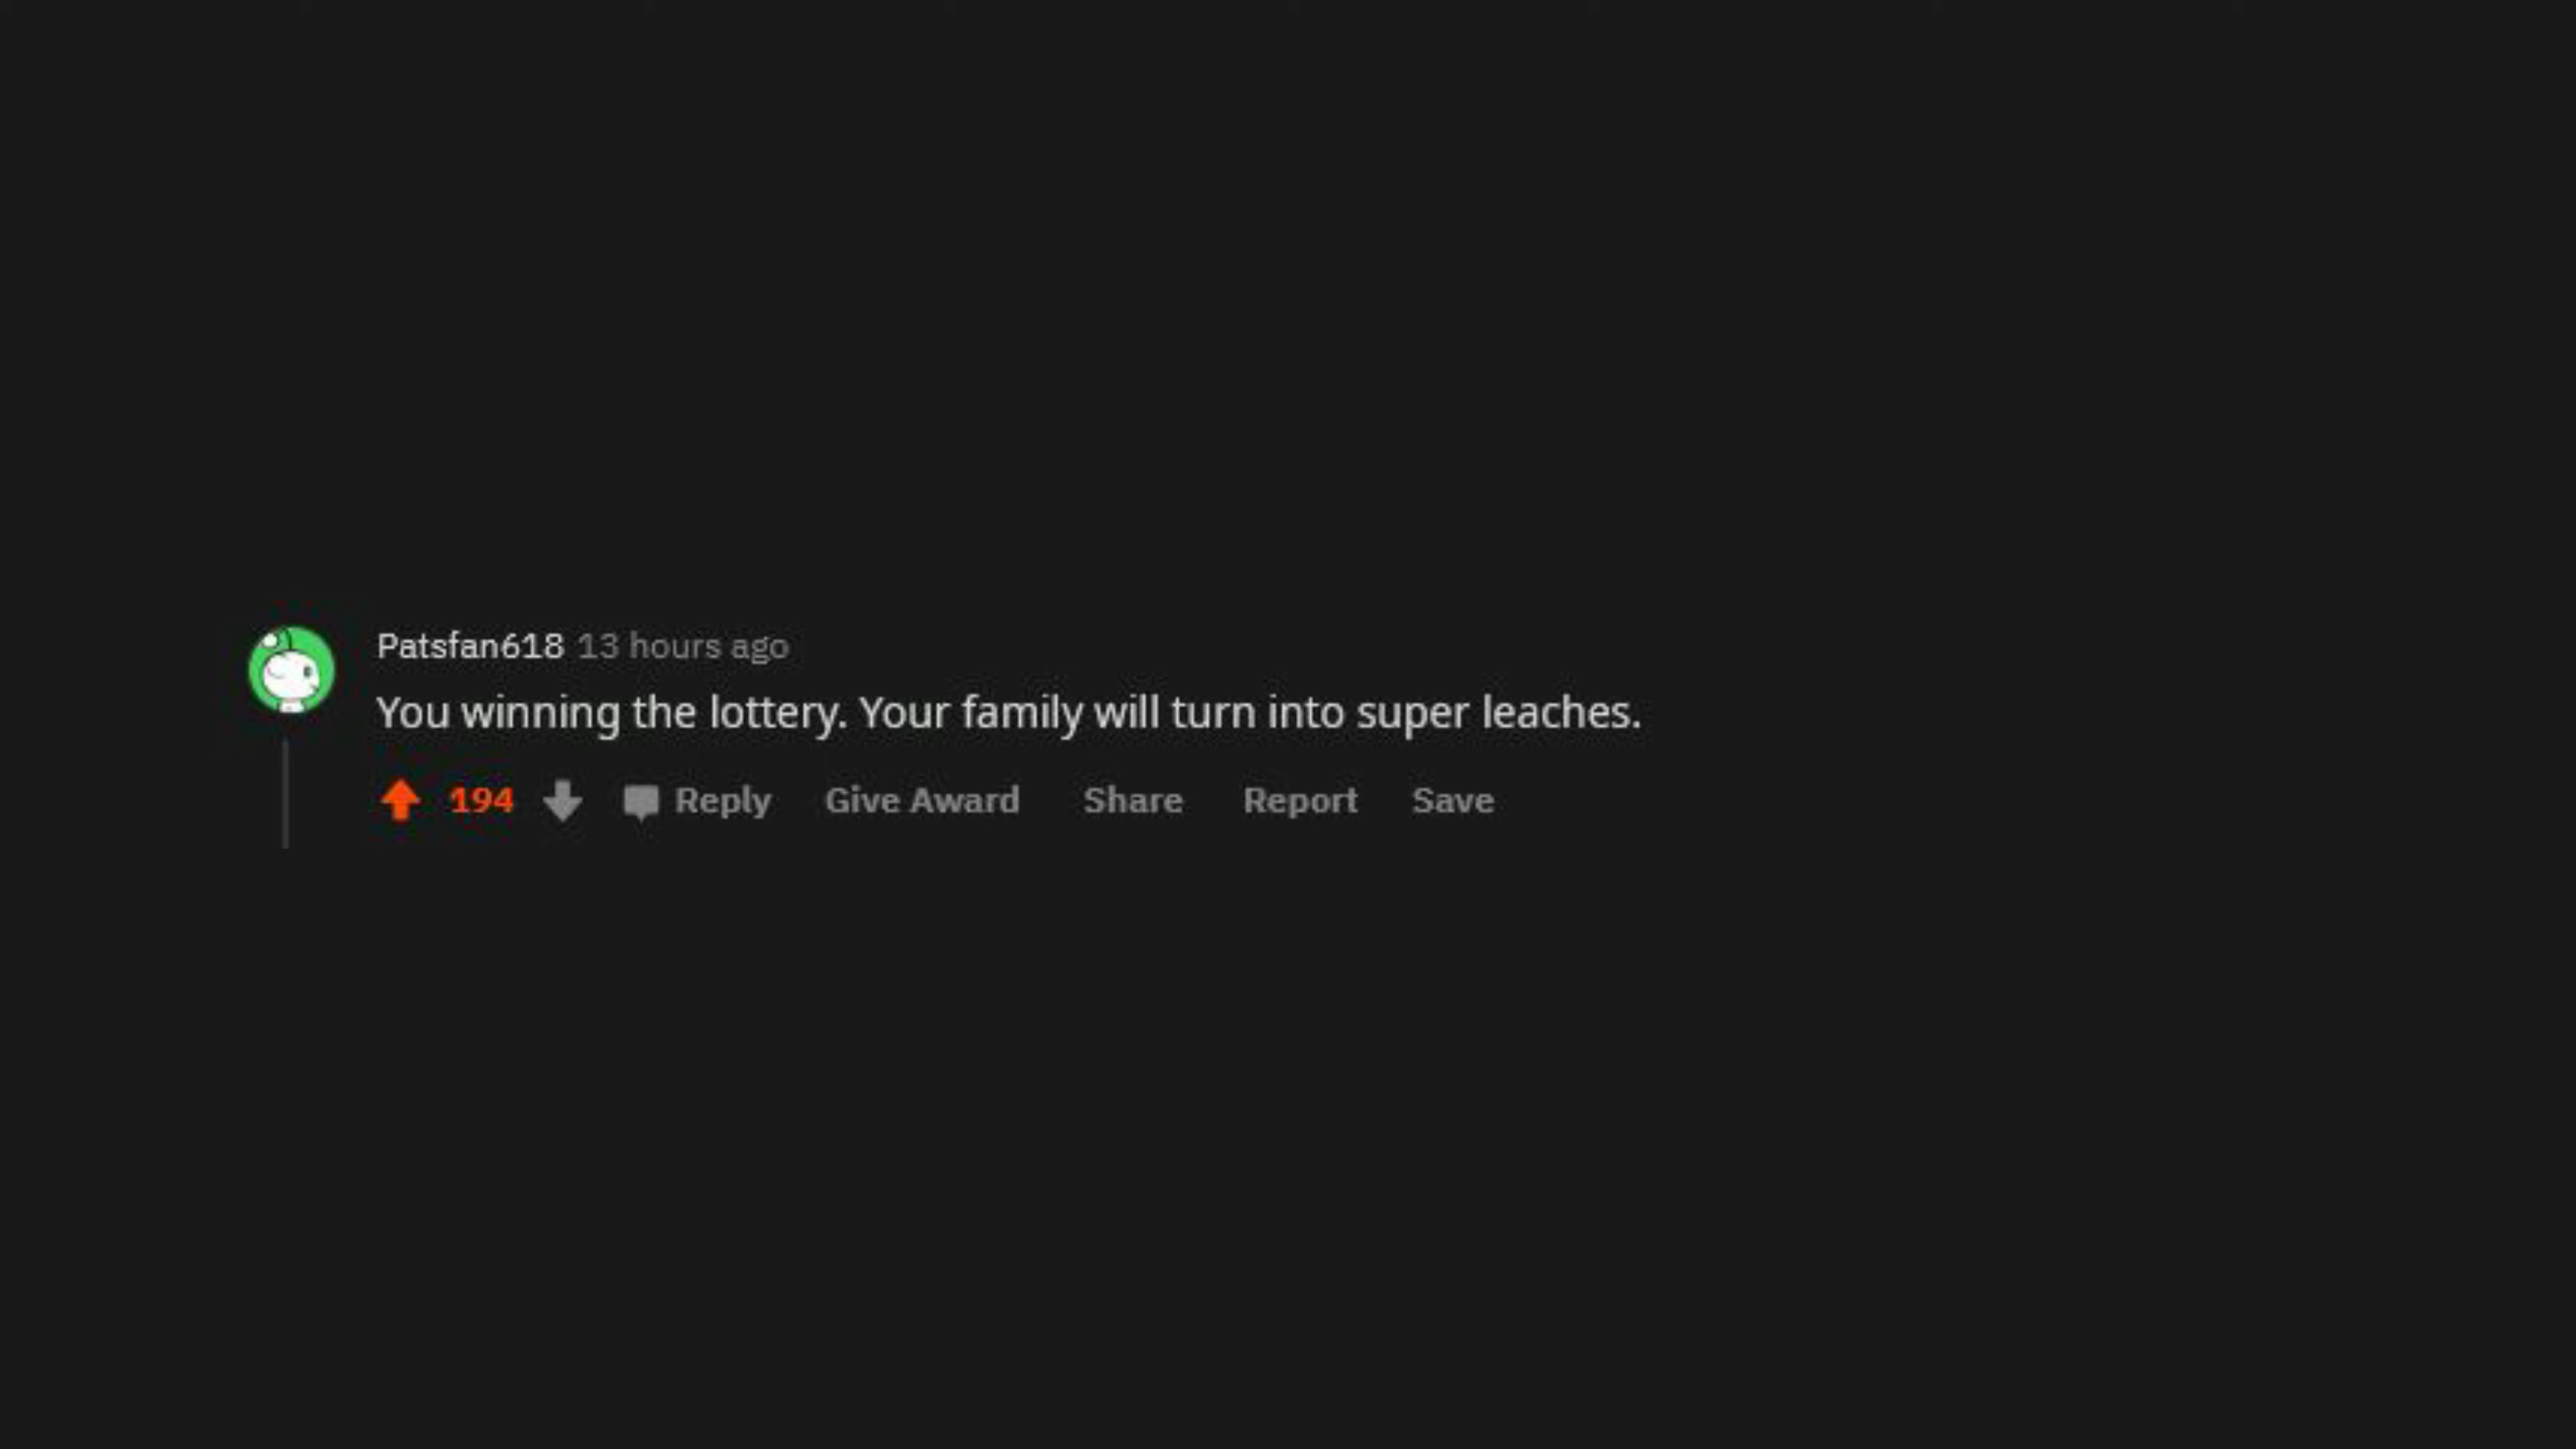 Patsfan618 13 hours ago
You winning the lottery. Your family will turn into super leaches.
194 Reply Give Award Share Report Save